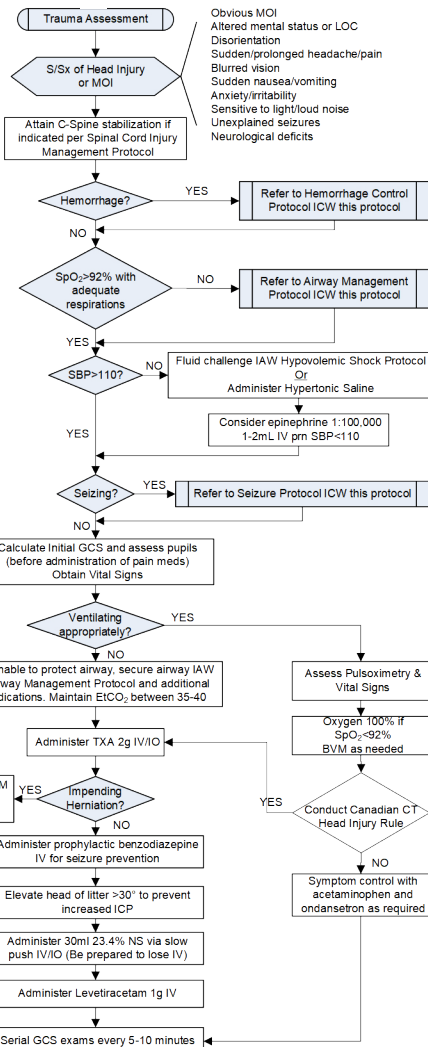 Trauma Assessment
Obvious MOI
Altered mental status or LOC
Disorientation
Sudden/prolonged headache/pain
Blurred vision
Sudden nausea/vomiting
Anxiety/irritability
Sensitive to light/loud noise
Unexplained seizures
Neurological deficits
S/Sx of Head Injury
or MOI
Attain C-Spine stabilization if
indicated per Spinal Cord Injury
Management Protocol
Hemorrhage?
YES
Refer to Hemorrhage Control
Protocol ICW this protocol
NO
SpO₂>92% with
adequate
respirations
NO
Refer to Airway Management
Protocol ICW this protocol
YES
SBP>110?
NO
Fluid challenge IAW Hypovolemic Shock Protocol
Or
Administer Hypertonic Saline
Consider epinephrine 1:100,000
1-2mL IV prn SBP<110
YES
Seizing?
YES
Refer to Seizure Protocol ICW this protocol
NO
Calculate Initial GCS and assess pupils
(before administration of pain meds)
Obtain Vital Signs
Ventilating
appropriately?
YES
NO
nable to protect airway, secure airway IAW
way Management Protocol and additional
dications. Maintain EtCO₂ between 35-40
Assess Pulsoximetry &
Vital Signs
Oxygen 100% if
SpO₂<92%
BVM as needed
Administer TXA 2g IV/IO
Conduct Canadian CT
Head Injury Rule
YES
NO
Symptom control with
acetaminophen and
ondansetron as required
M
YES
Impending
Herniation?
NO
Administer prophylactic benzodiazepine
IV for seizure prevention
Elevate head of litter >30° to prevent
increased ICP
Administer 30ml 23.4% NS via slow
push IV/IO (Be prepared to lose IV)
Administer Levetiracetam 1g IV
Serial GCS exams every 5-10 minutes